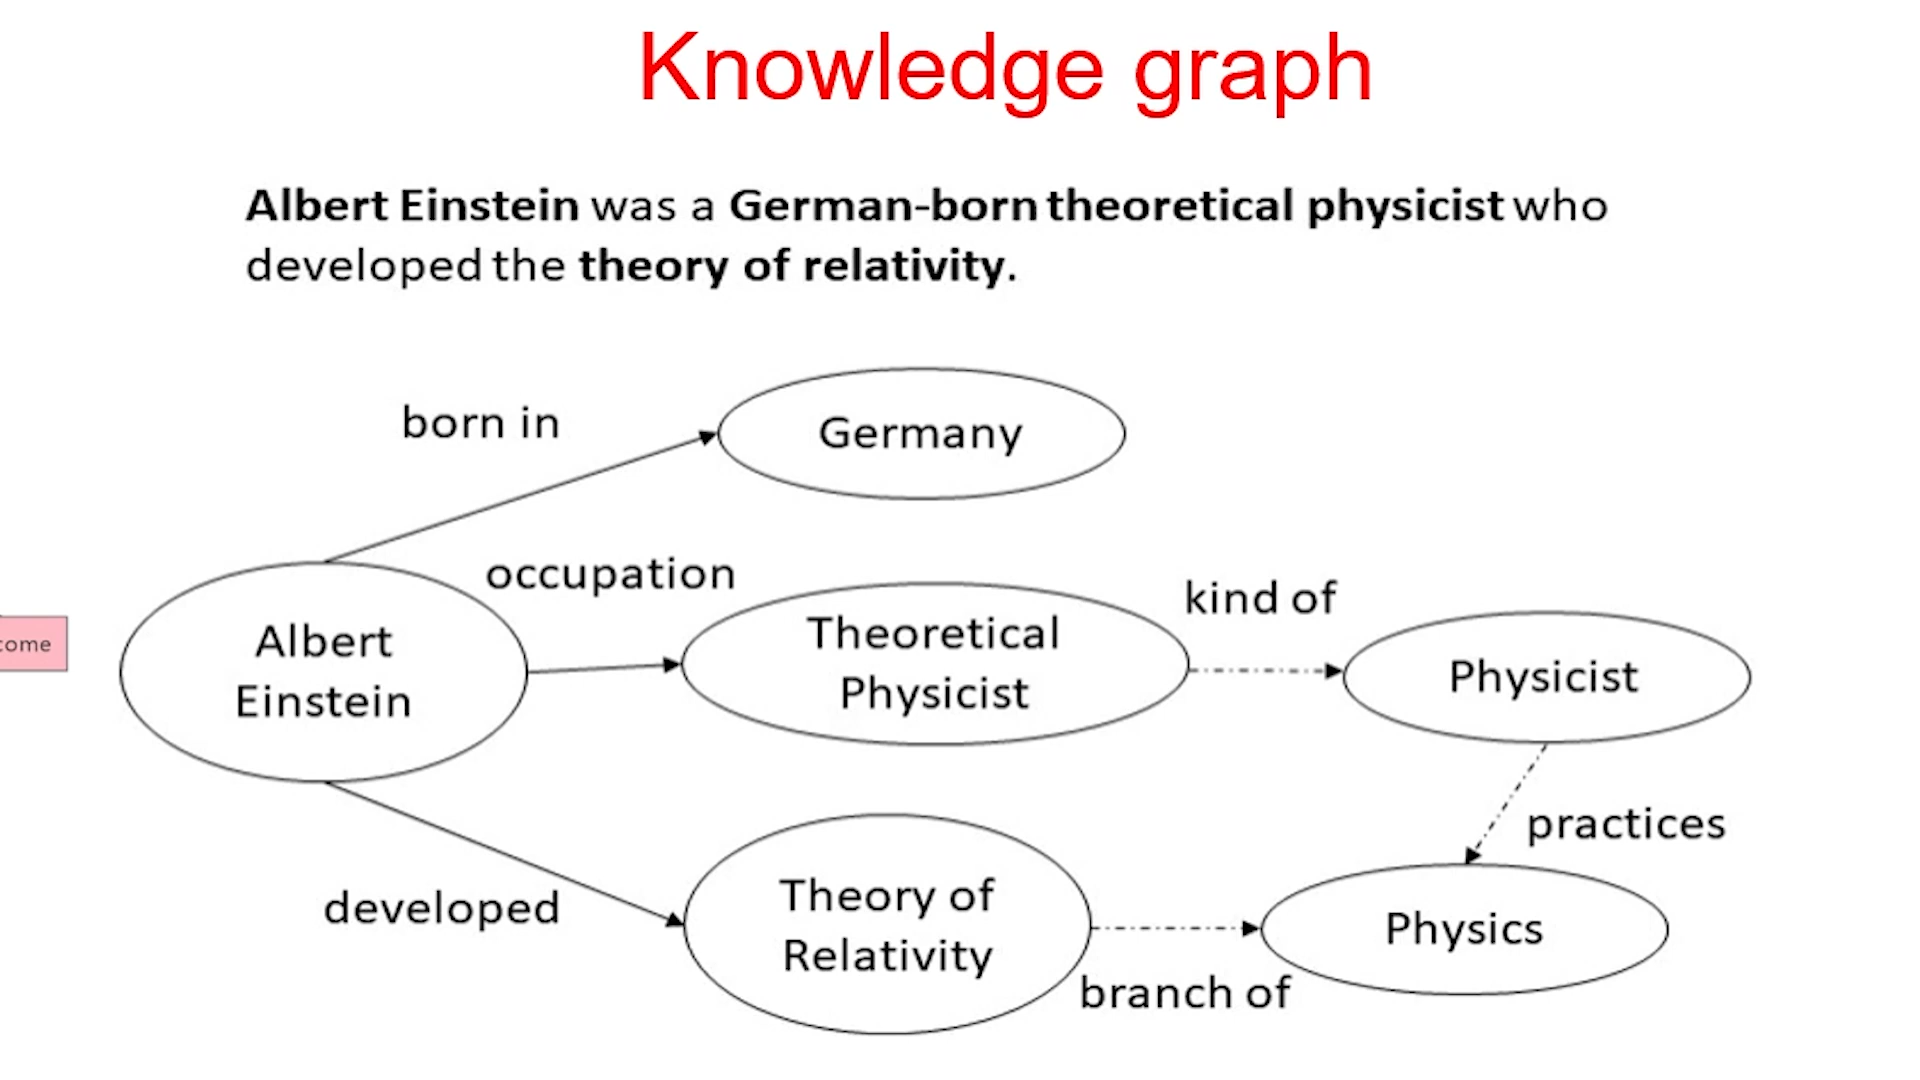 Knowledge graph
Albert Einstein was a German-born theoretical physicist who
developed the theory of relativity.
born in
Germany
occupation
kind of
Albert
Einstein
Theoretical
Physicist
Physicist
come
practices
developed
Theory of
Relativity
Physics
branch of